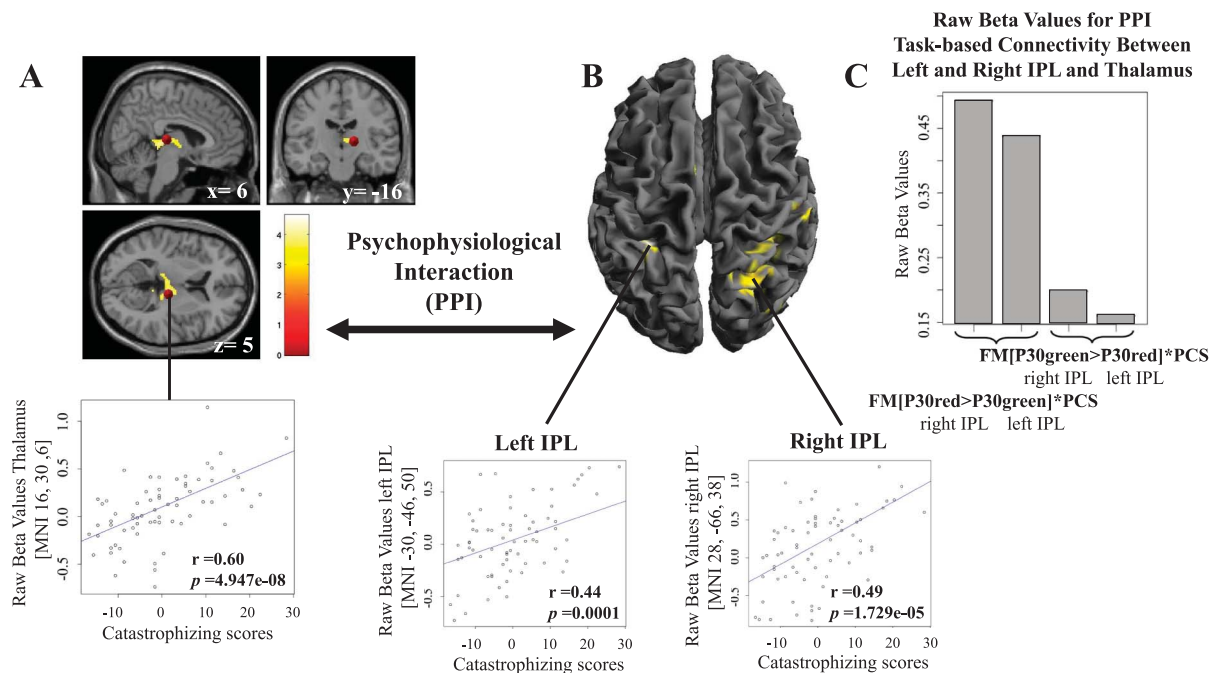 A
x= 6
y= -16
z= 5
4
3
2
1
0
Psychophysiological
Interaction
(PPI)
B
C
Raw Beta Values for PPI
Task-based Connectivity Between
Left and Right IPL and Thalamus
Raw Beta Values
0.45
0.35
0.25
0.15
FM[P30green>P30red]*PCS
right IPL left IPL
FM[P30red>P30green]*PCS
right IPL left IPL
Raw Beta Values Thalamus
[MNI 16, 30 ,6]
1.0
0.5
0.0
-0.5
r =0.60
p =4.947e-08
-10 0 10 20 30
Catastrophizing scores
Left IPL
Raw Beta Values left IPL
[MNI -30, -46, 50]
0.5
0.0
-0.5
r =0.44
p =0.0001
-10 0 10 20 30
Catastrophizing scores
Right IPL
Raw Beta Values right IPL
[MNI 28, -66, 38]
1.0
0.5
0.0
-0.5
r =0.49
p =1.729e-05
-10 0 10 20 30
Catastrophizing scores